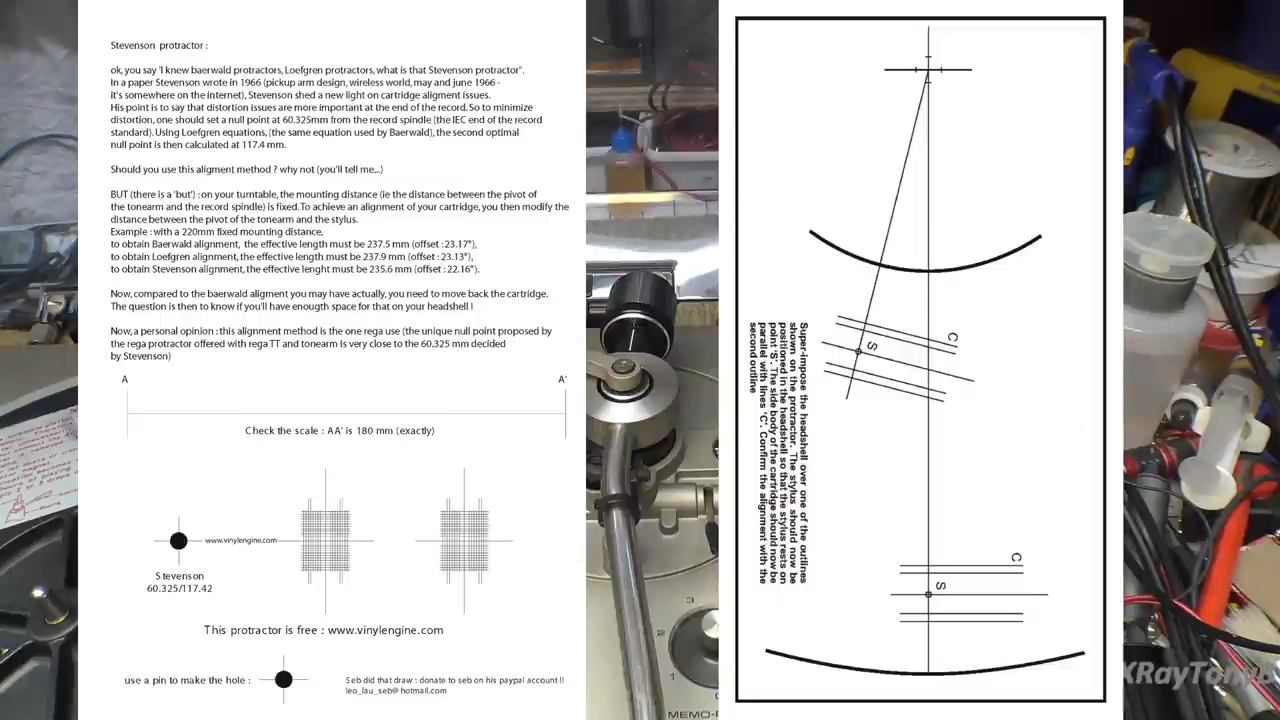 Stevenson protractor :
ok, you say 'I knew baerwald protractors, Loefgren protractors, what is that Stevenson protractor".
In a paper Stevenson wrote in 1966 (pickup arm design, wireless world, may and june 1966 -
it's somewhere on the internet), Stevenson shed a new light on cartridge aligment issues.
His point is to say that distortion issues are more important at the end of the record. So to minimize
distortion, one should set a null point at 60.325mm from the record spindle (the IEC end of the record
standard). Using Loefgren equations, (the same equation used by Baerwald), the second optimal
null point is then calculated at 117.4 mm.
Should you use this aligment method ? why not (you'll tell me...)
BUT (there is a 'but') : on your turntable, the mounting distance (ie the distance between the pivot of
the tonearm and the record spindle) is fixed. To achieve an alignment of your cartridge, you then modify the
distance between the pivot of the tonearm and the stylus.
Example : with a 220mm fixed mounting distance,
to obtain Baerwald alignment, the effective length must be 237.5 mm (offset : 23.17°),
to obtain Loefgren alignment, the effective length must be 237.9 mm (offset : 23.13°),
to obtain Stevenson alignment, the effective lenght must be 235.6 mm (offset : 22.16°).
Now, compared to the baerwald aligment you may have actually, you need to move back the cartridge.
The question is then to know if you'll have enougth space for that on your headshell !
Now, a personal opinion : this alignment method is the one rega use (the unique null point proposed by
the rega protractor offered with rega TT and tonearm is very close to the 60.325 mm decided
by Stevenson)
A A'
Check the scale : AA' is 180 mm (exactly)
www.vinylengine.com
Stevenson
60.325/117.42
This protractor is free : www.vinylengine.com
use a pin to make the hole :
Seb did that draw : donate to seb on his paypal account !!
leo_lau_seb@hotmail.com
C
S
Super-impose the headshell over one of the outlines
shown on the protractor. The stylus should now be
positioned in the headshell so that the stylus rests on
point 'S'. The side body of the cartridge should now be
parallel with lines 'C'. Confirm the alignment with the
second outline
C
S
3
12
1
MEMO-
XRayTonyB